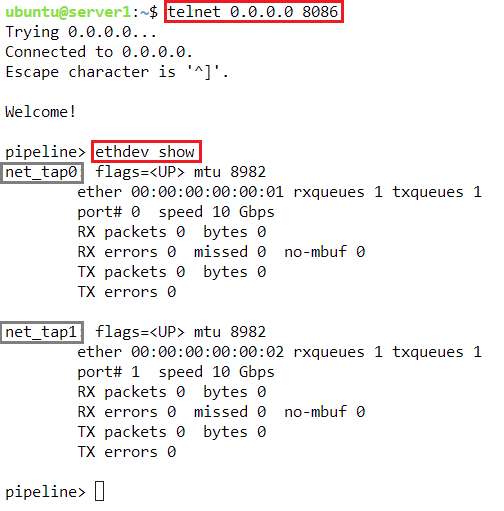 ubuntu@server1:~$ telnet 0.0.0.0 8086
Trying 0.0.0.0...
Connected to 0.0.0.0.
Escape character is '^]'.
Welcome!
pipeline> ethdev show
net_tap0: flags=<UP> mtu 8982
ether 00:00:00:00:00:01 rxqueues 1 txqueues 1
port# 0  speed 10 Gbps
RX packets 0  bytes 0
RX errors 0  missed 0  no-mbuf 0
TX packets 0  bytes 0
TX errors 0
net_tap1: flags=<UP> mtu 8982
ether 00:00:00:00:00:02 rxqueues 1 txqueues 1
port# 1  speed 10 Gbps
RX packets 0  bytes 0
RX errors 0  missed 0  no-mbuf 0
TX packets 0  bytes 0
TX errors 0
pipeline>